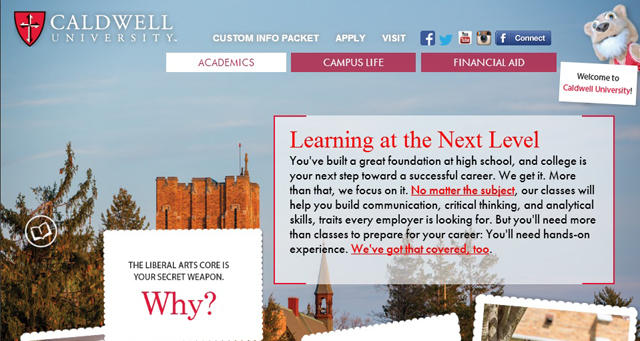 CALDWELL
UNIVERSITY
CUSTOM INFO PACKET APPLY VISIT
You Tube
f Connect
ACADEMICS CAMPUS LIFE FINANCIAL AID
Welcome to
Caldwell University!
Learning at the Next Level
You've built a great foundation at high school, and college is
your next step toward a successful career. We get it. More
than that, we focus on it. No matter the subject, our classes will
help you build communication, critical thinking, and analytical
skills, traits every employer is looking for. But you'll need more
than classes to prepare for your career: You'll need hands-on
experience. We've got that covered, too.
THE LIBERAL ARTS CORE IS
YOUR SECRET WEAPON.
Why?